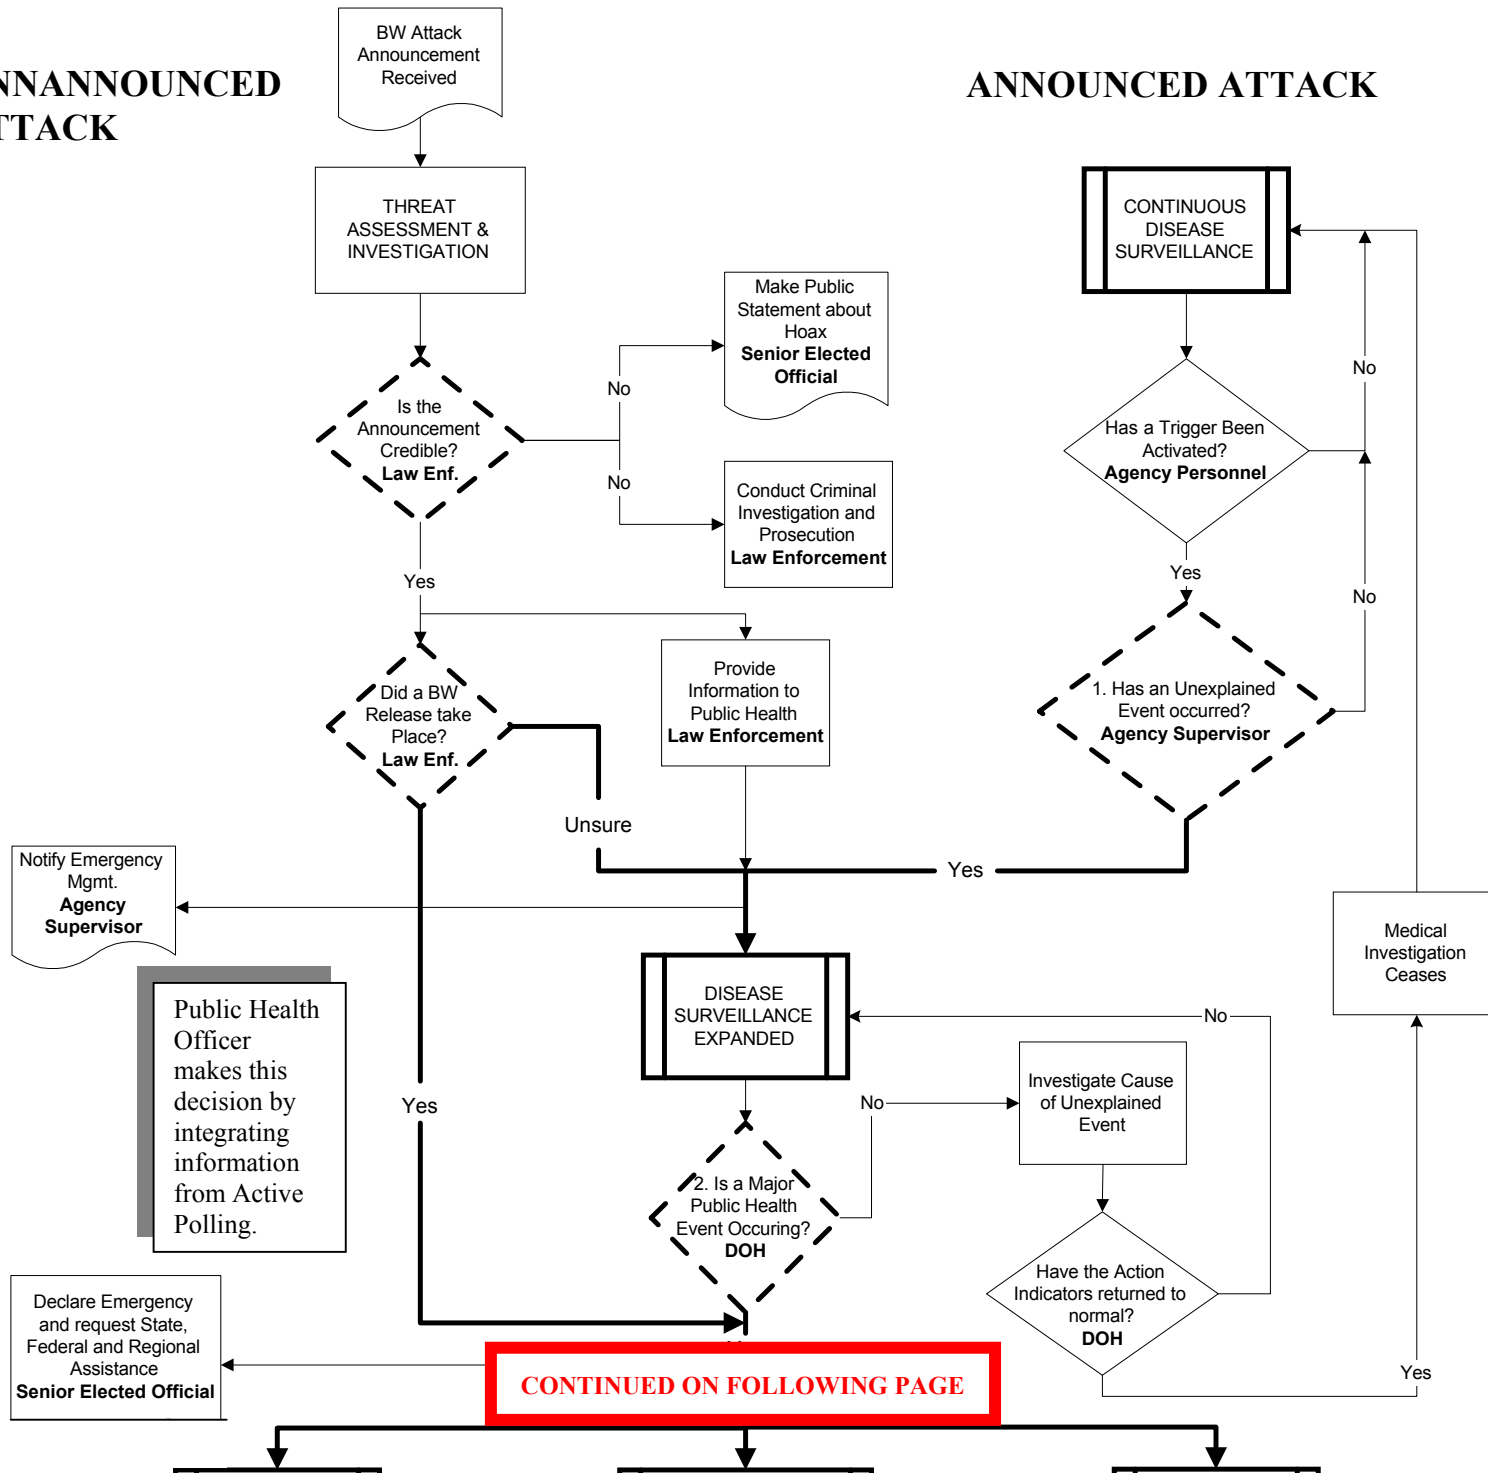 BW Attack
Announcement
Received
NNANNOUNCED
TTACK
ANNOUNCED ATTACK
THREAT
ASSESSMENT &
INVESTIGATION
CONTINUOUS
DISEASE
SURVEILLANCE
Make Public
Statement about
Hoax
Senior Elected
Official
No
No
Is the
Announcement
Credible?
Law Enf.
Has a Trigger Been
Activated?
Agency Personnel
No
Conduct Criminal
Investigation and
Prosecution
Law Enforcement
Yes
Yes
No
Did a BW
Release take
Place?
Law Enf.
Provide
Information to
Public Health
Law Enforcement
1. Has an Unexplained
Event occurred?
Agency Supervisor
Unsure
Yes
Notify Emergency
Mgmt.
Agency
Supervisor
Medical
Investigation
Ceases
Public Health
Officer
makes this
decision by
integrating
information
from Active
Polling.
DISEASE
SURVEILLANCE
EXPANDED
No
Yes
No
Investigate Cause
of Unexplained
Event
2. Is a Major
Public Health
Event Occuring?
DOH
Have the Action
Indicators returned to
normal?
DOH
Declare Emergency
and request State,
Federal and Regional
Assistance
Senior Elected Official
Yes
CONTINUED ON FOLLOWING PAGE